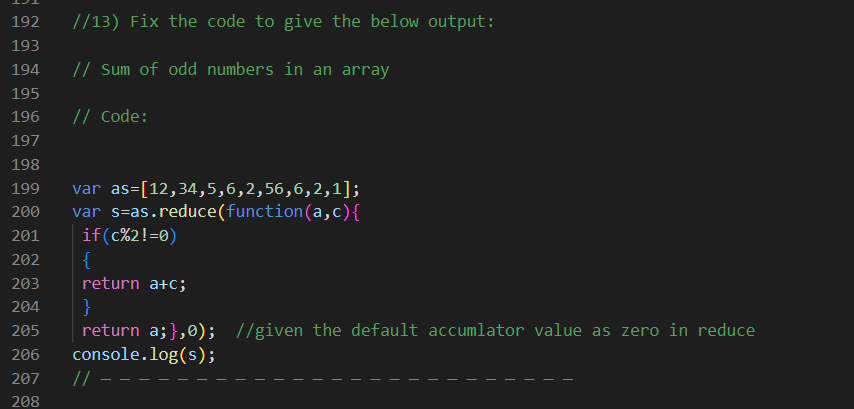 191
192 //13) Fix the code to give the below output:
193
194 // Sum of odd numbers in an array
195
196 // Code:
197
198
199 var as=[12,34,5,6,2,56,6,2,1];
200 var s=as.reduce(function(a,c){
201 if(c%2!=0)
202 {
203 return a+c;
204 }
205 return a;},0);  //given the default accumlator value as zero in reduce
206 console.log(s);
207 // — — — — — — — — — — — — — — — — — — — — — — — — —
208